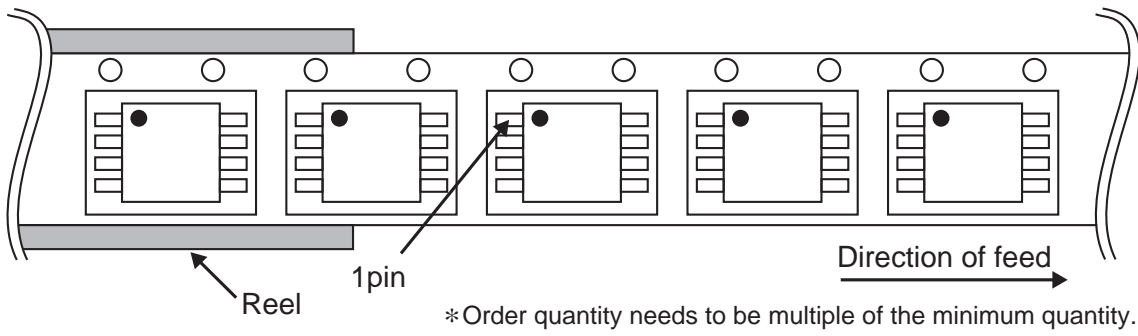 Direction of feed
1pin
Reel
*Order quantity needs to be multiple of the minimum quantity.